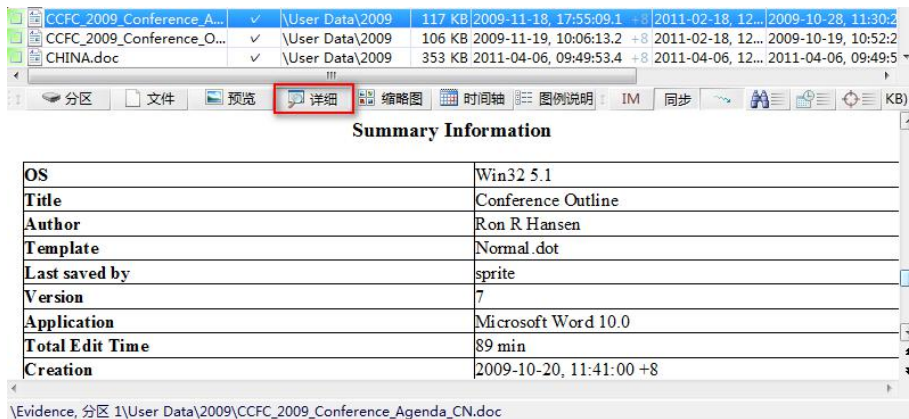 CCFC_2009_Conference_A... ✓ \User Data\2009 117 KB 2009-11-18, 17:55:09.1 +8 2011-02-18, 12... 2009-10-28, 11:30:2
CCFC_2009_Conference_O... ✓ \User Data\2009 106 KB 2009-11-19, 10:06:13.2 +8 2011-02-18, 12... 2009-10-19, 10:52:2
CHINA.doc ✓ \User Data\2009 353 KB 2011-04-06, 09:49:53.4 +8 2011-04-06, 12... 2011-04-06, 09:49:5
分区 文件 预览 详细 缩略图 时间轴 图例说明 IM 同步 KB)
Summary Information
OS Win32 5.1
Title Conference Outline
Author Ron R Hansen
Template Normal.dot
Last saved by sprite
Version 7
Application Microsoft Word 10.0
Total Edit Time 89 min
Creation 2009-10-20, 11:41:00 +8
\Evidence, 分区 1\User Data\2009\CCFC_2009_Conference_Agenda_CN.doc